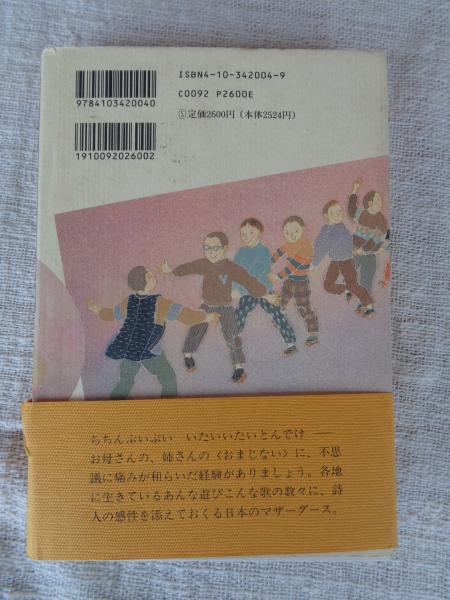 ISBN4-10-342004-9
9784103420040
C0092 P2600E
Ⓢ定価2600円(本体2524円)
1910092026002
ちちんぷいぷい いたいいたいとんでけ――
お母さんの、姉さんの〈おまじない〉に、不思
議に痛みが和らいだ経験がありましょう。各地
に生きているあんな遊びこんな歌の数々に、詩
人の感性を添えておくる日本のマザーグース。